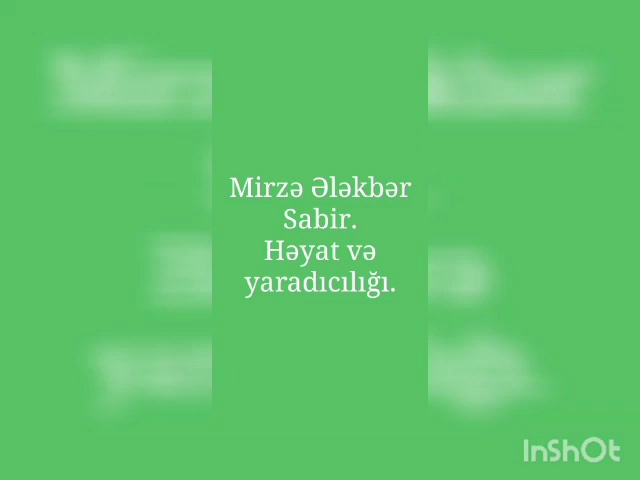 Mirzə Ələkbər
Sabir.
Həyat və
yaradıcılığı.
InShOt